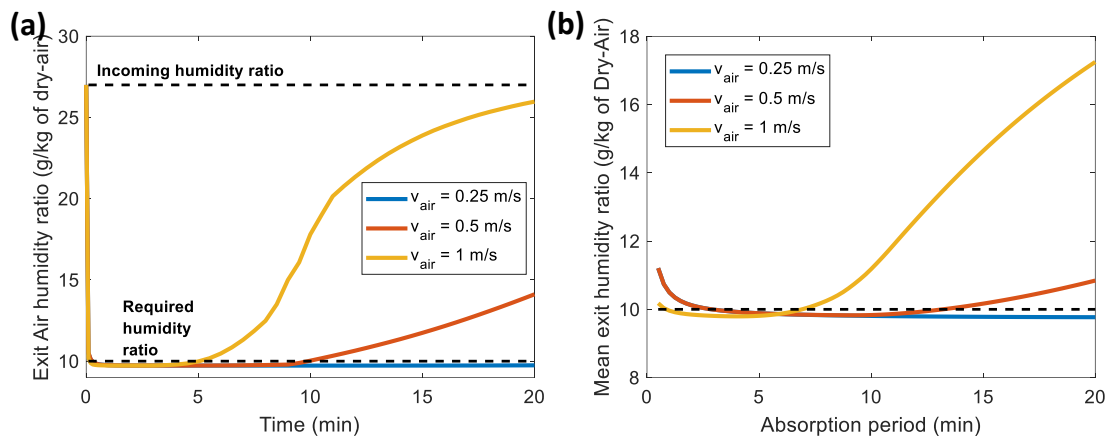 (a)
Exit Air humidity ratio (g/kg of dry-air)
30
25
20
15
10
Incoming humidity ratio
v_air = 0.25 m/s
v_air = 0.5 m/s
v_air = 1 m/s
Required
humidity
ratio
0 5 10 15 20
Time (min)
(b)
Mean exit humidity ratio (g/kg of Dry-Air)
18
16
14
12
10
8
v_air = 0.25 m/s
v_air = 0.5 m/s
v_air = 1 m/s
0 5 10 15 20
Absorption period (min)